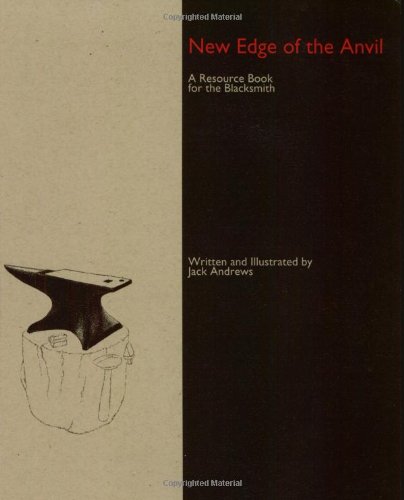 Copyrighted Material
New Edge of the Anvil
A Resource Book
for the Blacksmith
Written and Illustrated by
Jack Andrews
Copyrighted Material